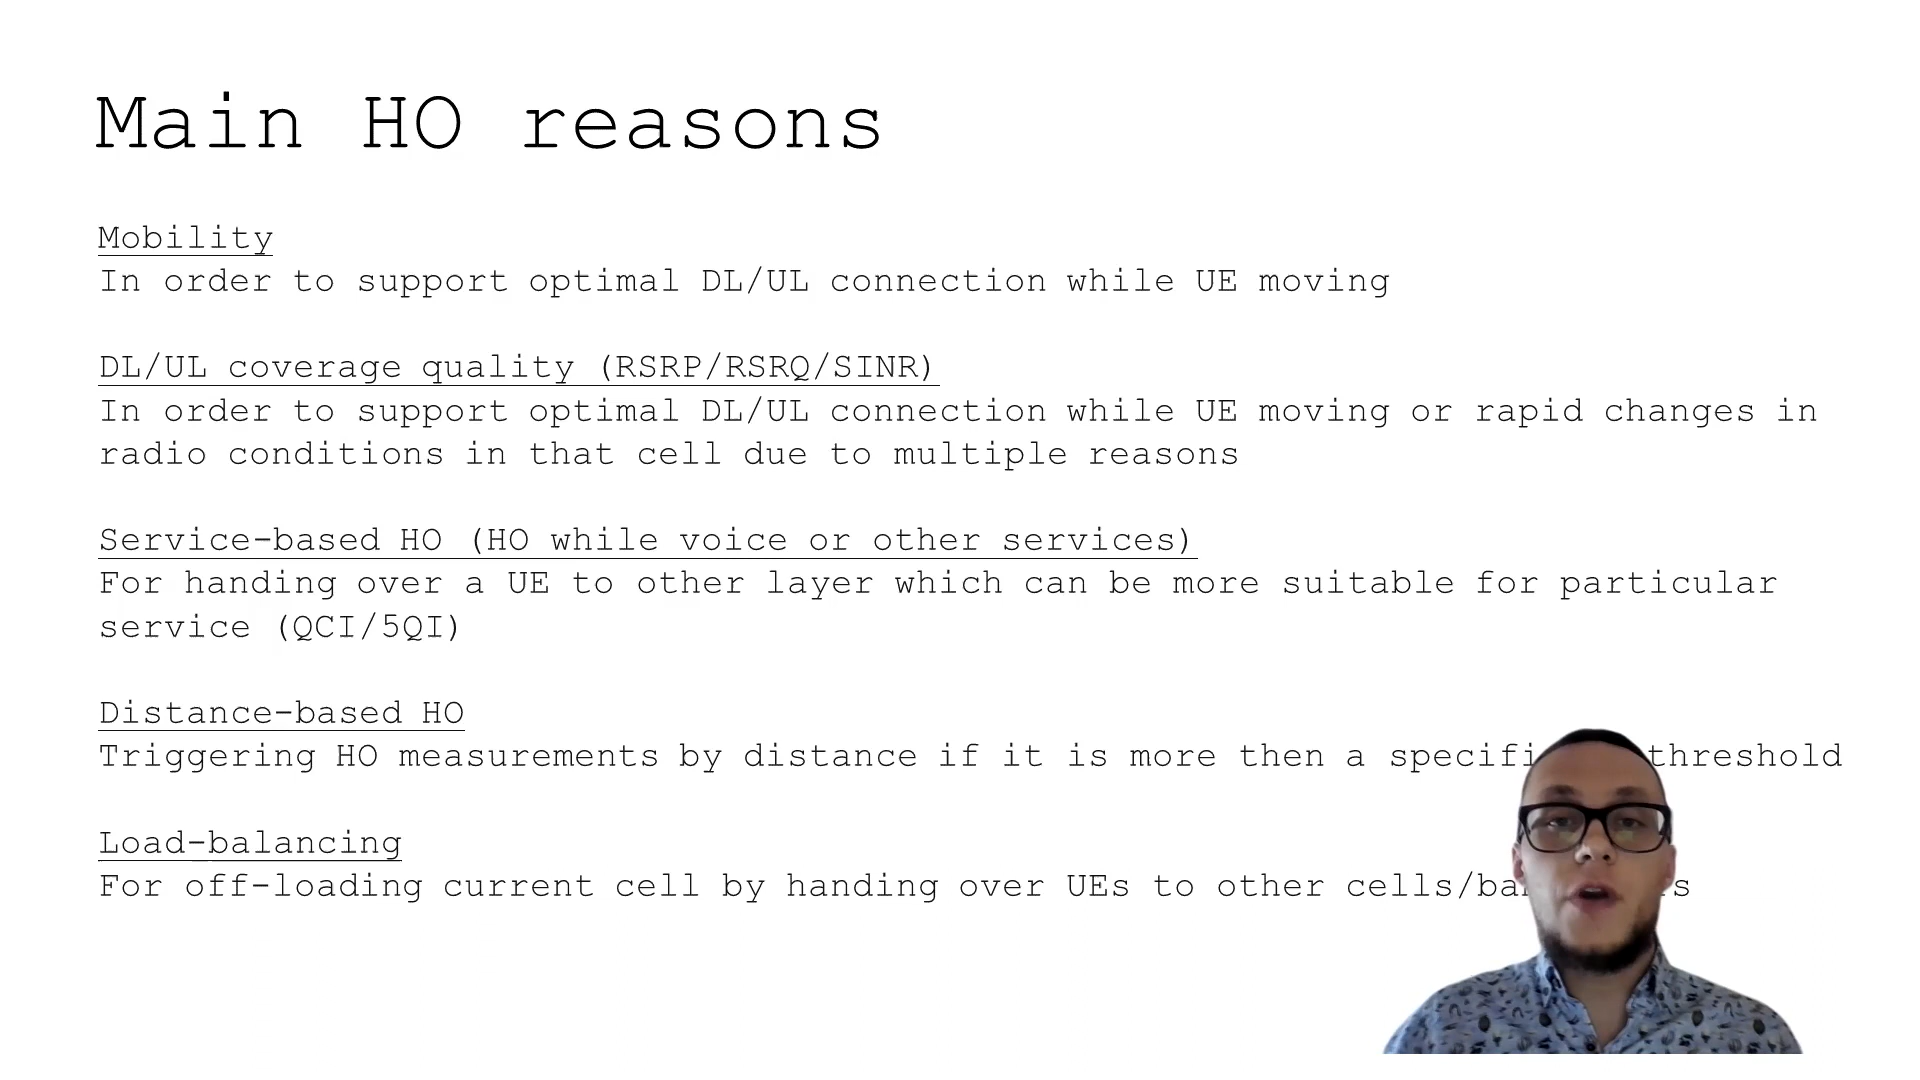 Main HO reasons
Mobility
In order to support optimal DL/UL connection while UE moving
DL/UL coverage quality (RSRP/RSRQ/SINR)
In order to support optimal DL/UL connection while UE moving or rapid changes in
radio conditions in that cell due to multiple reasons
Service-based HO (HO while voice or other services)
For handing over a UE to other layer which can be more suitable for particular
service (QCI/5QI)
Distance-based HO
Triggering HO measurements by distance if it is more then a threshold
Load-balancing
For off-loading current cell by handing over UEs to other